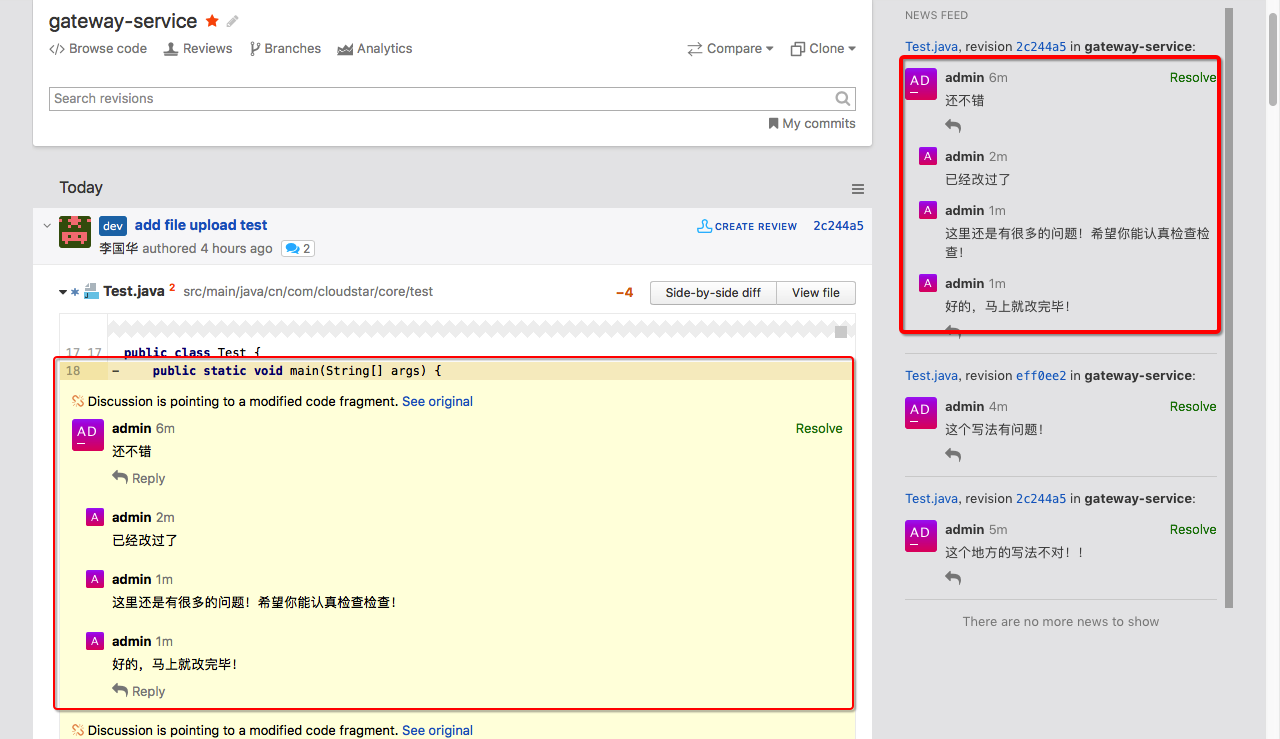 gateway-service
</> Browse code Reviews Branches Analytics Compare Clone
Search revisions
My commits
Today
dev add file upload test CREATE REVIEW 2c244a5
李国华 authored 4 hours ago 2
Test.java 2 src/main/java/cn/com/cloudstar/core/test −4 Side-by-side diff View file
17 17 public class Test {
18 − public static void main(String[] args) {
Discussion is pointing to a modified code fragment. See original
AD admin 6m Resolve
还不错
Reply
A admin 2m
已经改过了
A admin 1m
这里还是有很多的问题！希望你能认真检查检查！
A admin 1m
好的，马上就改完毕！
Reply
Discussion is pointing to a modified code fragment. See original
NEWS FEED
Test.java, revision 2c244a5 in gateway-service:
AD admin 6m Resolve
还不错
A admin 2m
已经改过了
A admin 1m
这里还是有很多的问题！希望你能认真检查检
查！
A admin 1m
好的，马上就改完毕！
Test.java, revision eff0ee2 in gateway-service:
AD admin 4m Resolve
这个写法有问题！
Test.java, revision 2c244a5 in gateway-service:
AD admin 5m Resolve
这个地方的写法不对！！
There are no more news to show